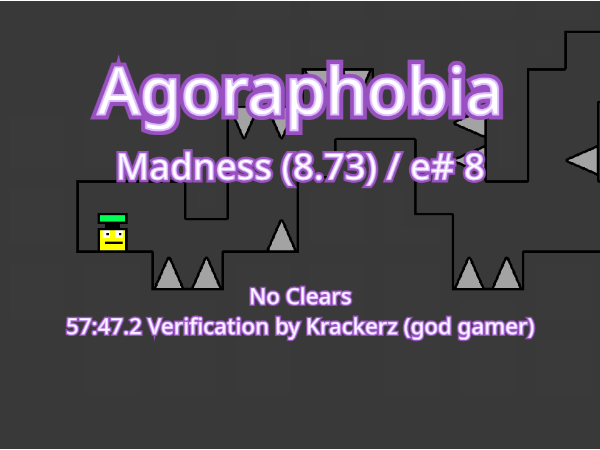 Agoraphobia
Madness (8.73) / e# 8
No Clears
57:47.2 Verification by Krackerz (god gamer)